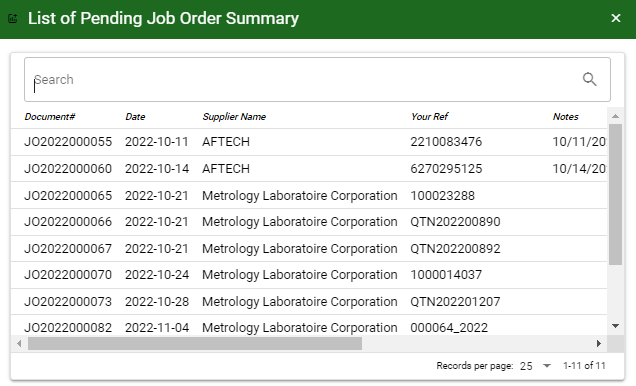 List of Pending Job Order Summary
Search
Document# Date Supplier Name Your Ref Notes
JO2022000055 2022-10-11 AFTECH 2210083476 10/11/20
JO2022000060 2022-10-14 AFTECH 6270295125 10/14/20
JO2022000065 2022-10-21 Metrology Laboratoire Corporation 100023288
JO2022000066 2022-10-21 Metrology Laboratoire Corporation QTN202200890
JO2022000067 2022-10-21 Metrology Laboratoire Corporation QTN202200892
JO2022000070 2022-10-24 Metrology Laboratoire Corporation 1000014037
JO2022000073 2022-10-28 Metrology Laboratoire Corporation QTN202201207
JO2022000082 2022-11-04 Metrology Laboratoire Corporation 000064_2022
Records per page: 25 1-11 of 11